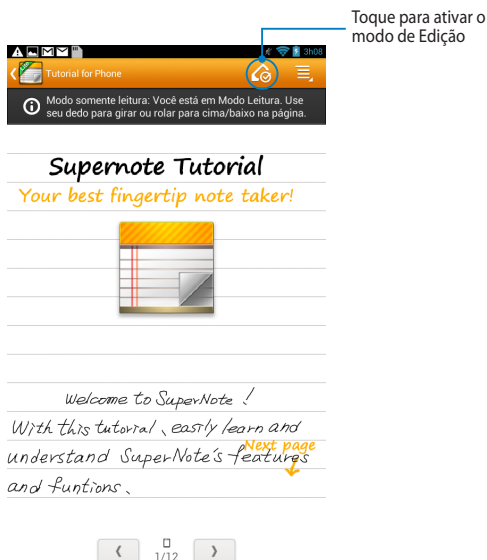 Toque para ativar o
modo de Edição
3h08
Tutorial for Phone
Modo somente leitura: Você está em Modo Leitura. Use
seu dedo para girar ou rolar para cima/baixo na página.
Supernote Tutorial
Your best fingertip note taker!
Welcome to SuperNote !
With this tutorial, easily learn and
Next page
understand SuperNote's features
and funtions.
1/12